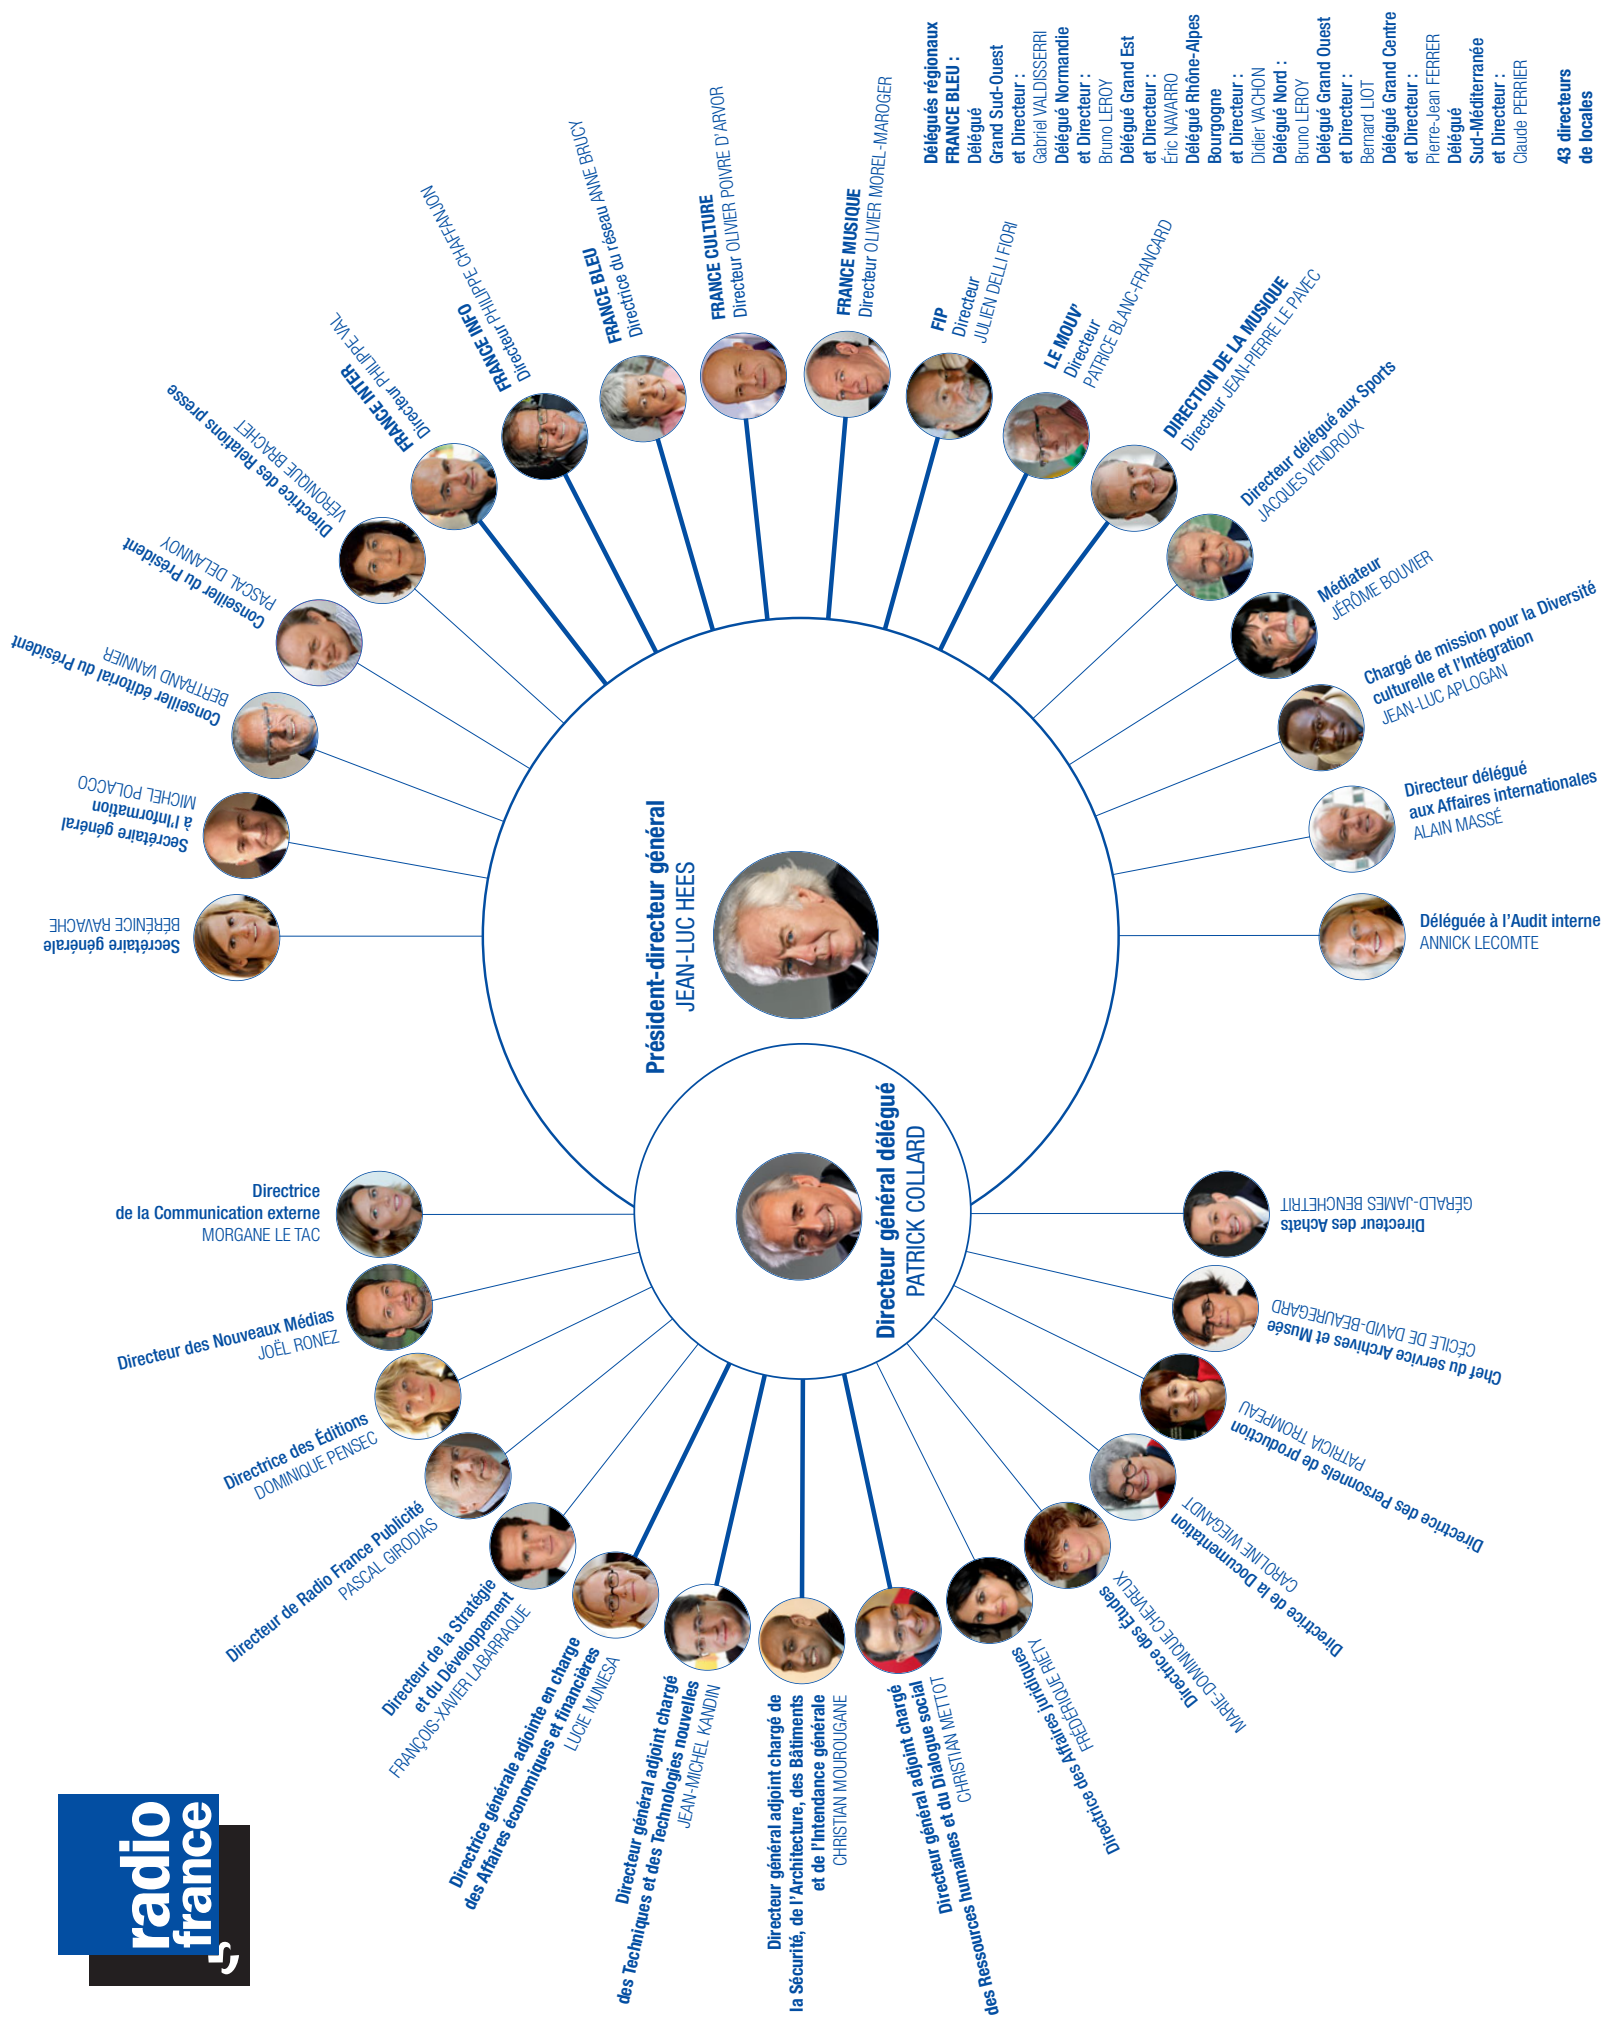 Délégués régionaux
FRANCE BLEU :
Délégué
Grand Sud-Ouest
et Directeur :
Gabriel VALDISSERRI
Délégué Normandie
et Directeur :
Bruno LEROY
Délégué Grand Est
et Directeur :
Éric NAVARRO
Délégué Rhône-Alpes
Bourgogne
et Directeur :
Didier VACHON
Délégué Nord :
Bruno LEROY
Délégué Grand Ouest
et Directeur :
Bernard LIOT
Délégué Grand Centre
et Directeur :
Pierre-Jean FERRER
Délégué
Sud-Méditerranée
et Directeur :
Claude PERRIER
43 directeurs
de locales
Président-directeur général
JEAN-LUC HEES
Secrétaire générale
BÉRÉNICE RAVACHE
Secrétaire général
à l'Information
MICHEL POLACCO
Conseiller éditorial du Président
BERTRAND VANNIER
Conseiller du Président
PASCAL DELANNOY
Directrice des Relations presse
VÉRONIQUE BRACHET
FRANCE INTER
Directeur PHILIPPE VAL
FRANCE INFO
Directeur PHILIPPE CHAFFANJON
FRANCE BLEU
Directrice du réseau ANNE BRUCY
FRANCE CULTURE
Directeur OLIVIER POIVRE D'ARVOR
FRANCE MUSIQUE
Directeur OLIVIER MOREL-MAROGER
FIP
Directeur
JULIEN DELLI FIORI
LE MOUV'
Directeur
PATRICE BLANC-FRANCARD
DIRECTION DE LA MUSIQUE
Directeur JEAN-PIERRE LE PAVEC
Directeur délégué aux Sports
JACQUES VENDROUX
Médiateur
JÉRÔME BOUVIER
Chargé de mission pour la Diversité
culturelle et l'Intégration
JEAN-LUC APLOGAN
Directeur délégué
aux Affaires internationales
ALAIN MASSÉ
Déléguée à l'Audit interne
ANNICK LECOMTE
Directeur général délégué
PATRICK COLLARD
Directrice
de la Communication externe
MORGANE LE TAC
Directeur des Nouveaux Médias
JOËL RONEZ
Directrice des Éditions
DOMINIQUE PENSEC
Directeur de Radio France Publicité
PASCAL GIRODIAS
Directeur de la Stratégie
et du Développement
FRANÇOIS-XAVIER LABARRAQUE
Directrice générale adjointe en charge
des Affaires économiques et financières
LUCIE MUNIESA
Directeur général adjoint chargé
des Techniques et des Technologies nouvelles
JEAN-MICHEL KANDIN
Directeur général adjoint chargé de
la Sécurité, de l'Architecture, des Bâtiments
et de l'Intendance générale
CHRISTIAN MOUROUGANE
Directeur général adjoint chargé
des Ressources humaines et du Dialogue social
CHRISTIAN METTOT
Directrice des Affaires juridiques
FRÉDÉRIQUE RIÉTY
Directrice des Études
MARIE-DOMINIQUE CHEVREUX
Directrice de la Documentation
CAROLINE WIEGANDT
Directrice des Personnels de production
PATRICIA TROMPEAU
Chef du service Archives et Musée
CÉCILE DE DAVID-BEAUREGARD
Directeur des Achats
GÉRALD-JAMES BENCHETRIT
radio
france